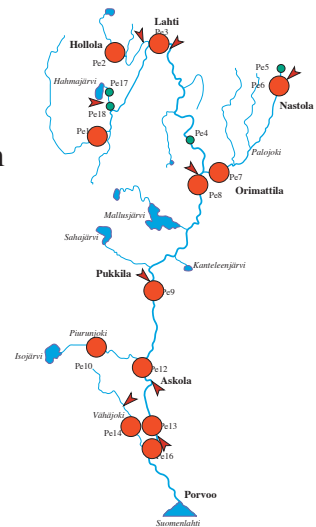 Lahti
Pe3
Hollola
Pe2
Hahmajärvi
Pe17
Pe18
Pe1
Pe5
Pe6
Nastola
Pe4
Palojoki
Pe7
Orimattila
Pe8
Mallusjärvi
Sahajärvi
Kanteleenjärvi
Pukkila
Pe9
Piurunjoki
Isojärvi
Pe10
Pe12
Askola
Vähäjoki
Pe13
Pe14
Pe16
Porvoo
Suomenlahti